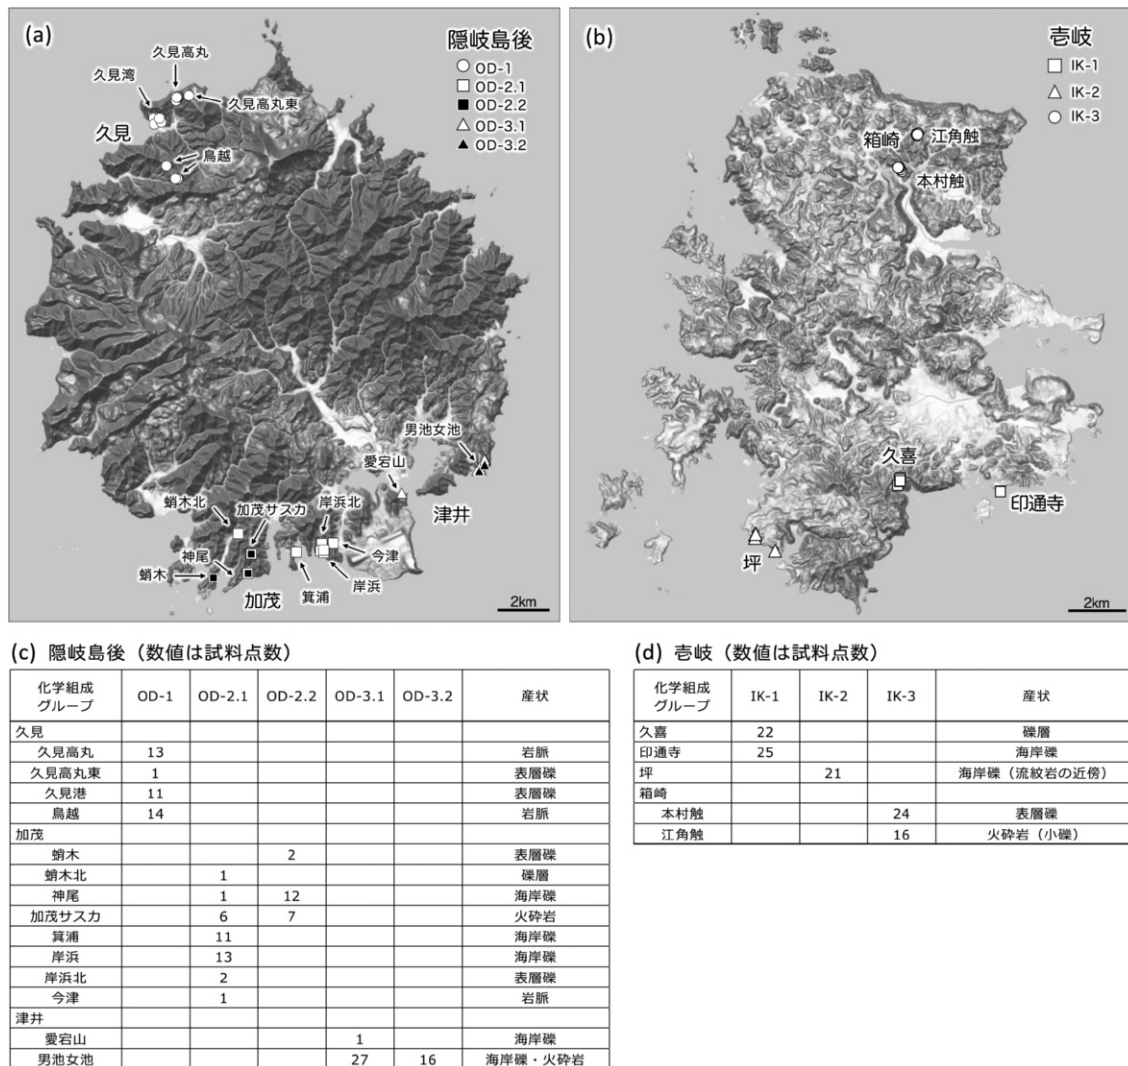 (a)
隠岐島後
OD-1
OD-2.1
OD-2.2
OD-3.1
OD-3.2
久見高丸
久見湾
久見高丸東
久見
鳥越
男池女池
愛宕山
津井
蛸木北
加茂サスカ
岸浜北
神尾
今津
蛸木
加茂
箕浦
岸浜
2km
(b)
壱岐
IK-1
IK-2
IK-3
箱崎
江角触
本村触
久喜
印通寺
坪
2km
(c) 隠岐島後（数値は試料点数）
化学組成グループ OD-1 OD-2.1 OD-2.2 OD-3.1 OD-3.2 産状
久見
久見高丸 13 岩脈
久見高丸東 1 表層礫
久見港 11 表層礫
鳥越 14 岩脈
加茂
蛸木 2 表層礫
蛸木北 1 礫層
神尾 1 12 海岸礫
加茂サスカ 6 7 火砕岩
箕浦 11 海岸礫
岸浜 13 海岸礫
岸浜北 2 表層礫
今津 1 岩脈
津井
愛宕山 1 海岸礫
男池女池 27 16 海岸礫・火砕岩
(d) 壱岐（数値は試料点数）
化学組成グループ IK-1 IK-2 IK-3 産状
久喜 22 礫層
印通寺 25 海岸礫
坪 21 海岸礫（流紋岩の近傍）
箱崎
本村触 24 表層礫
江角触 16 火砕岩（小礫）